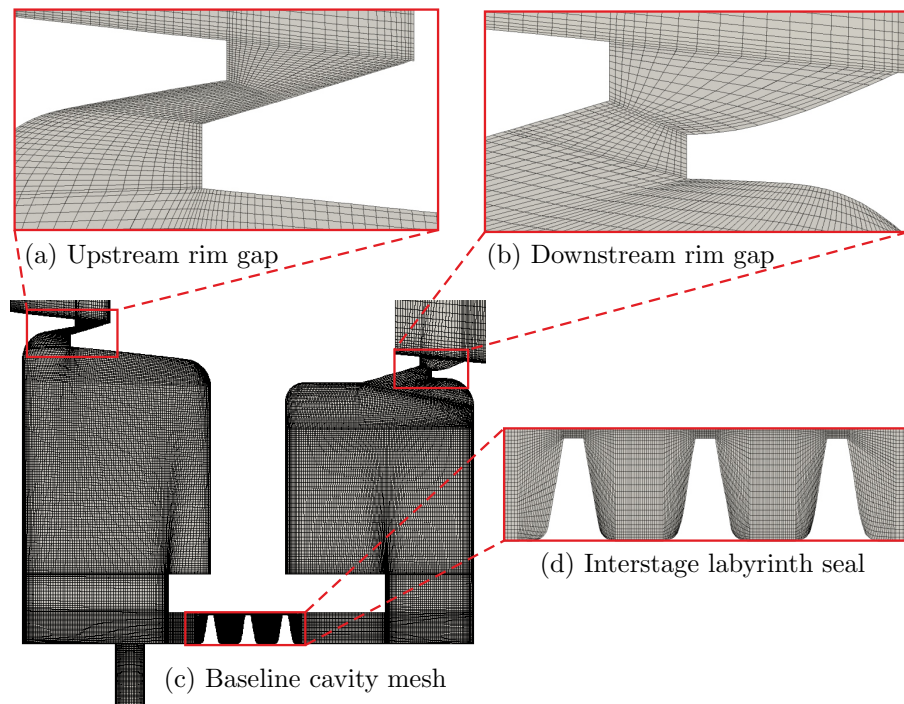 (a) Upstream rim gap
(b) Downstream rim gap
(d) Interstage labyrinth seal
(c) Baseline cavity mesh